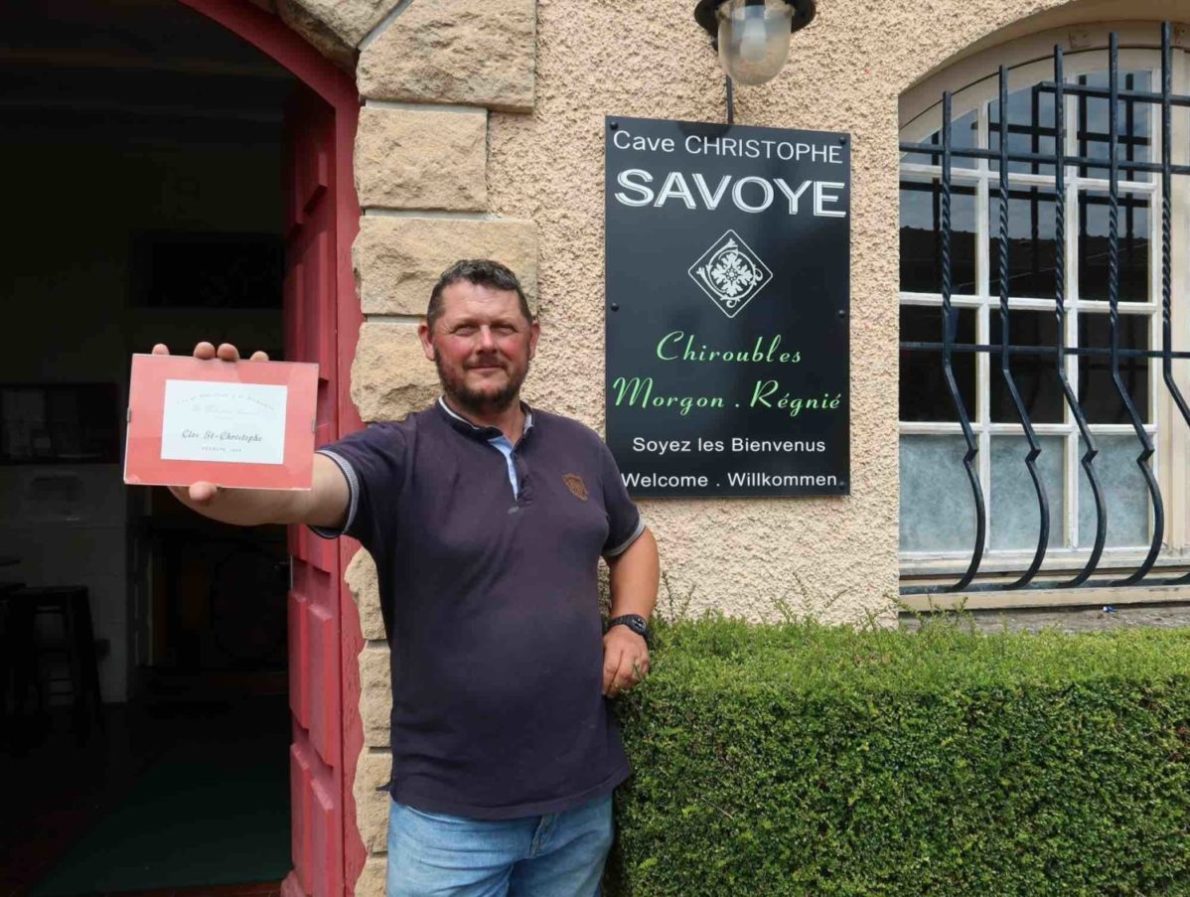 Clos St-Christophe
Cave CHRISTOPHE
SAVOYE
Chiroubles
Morgon . Régnié
Soyez les Bienvenus
Welcome . Willkommen